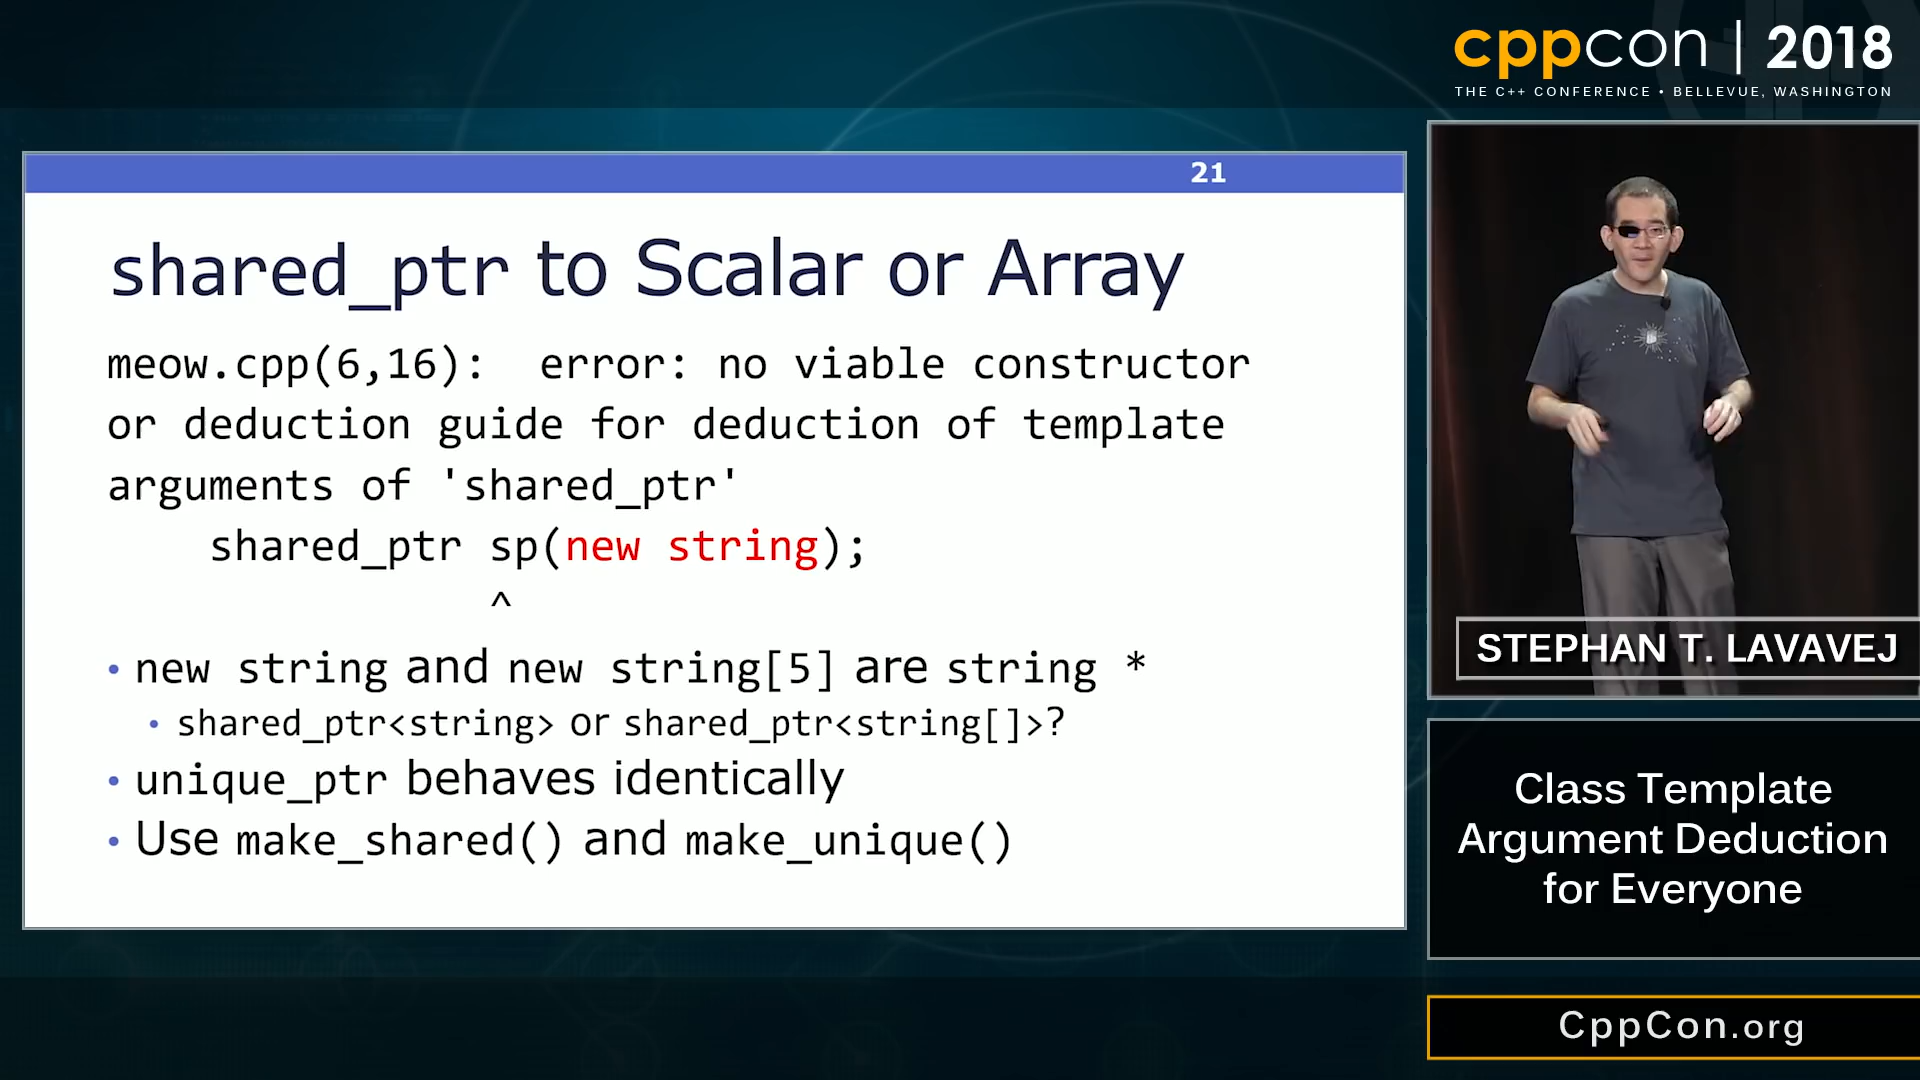 cppcon | 2018
THE C++ CONFERENCE • BELLEVUE, WASHINGTON
21
shared_ptr to Scalar or Array
meow.cpp(6,16):  error: no viable constructor
or deduction guide for deduction of template
arguments of 'shared_ptr'
    shared_ptr sp(new string);
               ^
• new string and new string[5] are string *
• shared_ptr<string> or shared_ptr<string[]>?
• unique_ptr behaves identically
• Use make_shared() and make_unique()
STEPHAN T. LAVAVEJ
Class Template
Argument Deduction
for Everyone
CppCon.org